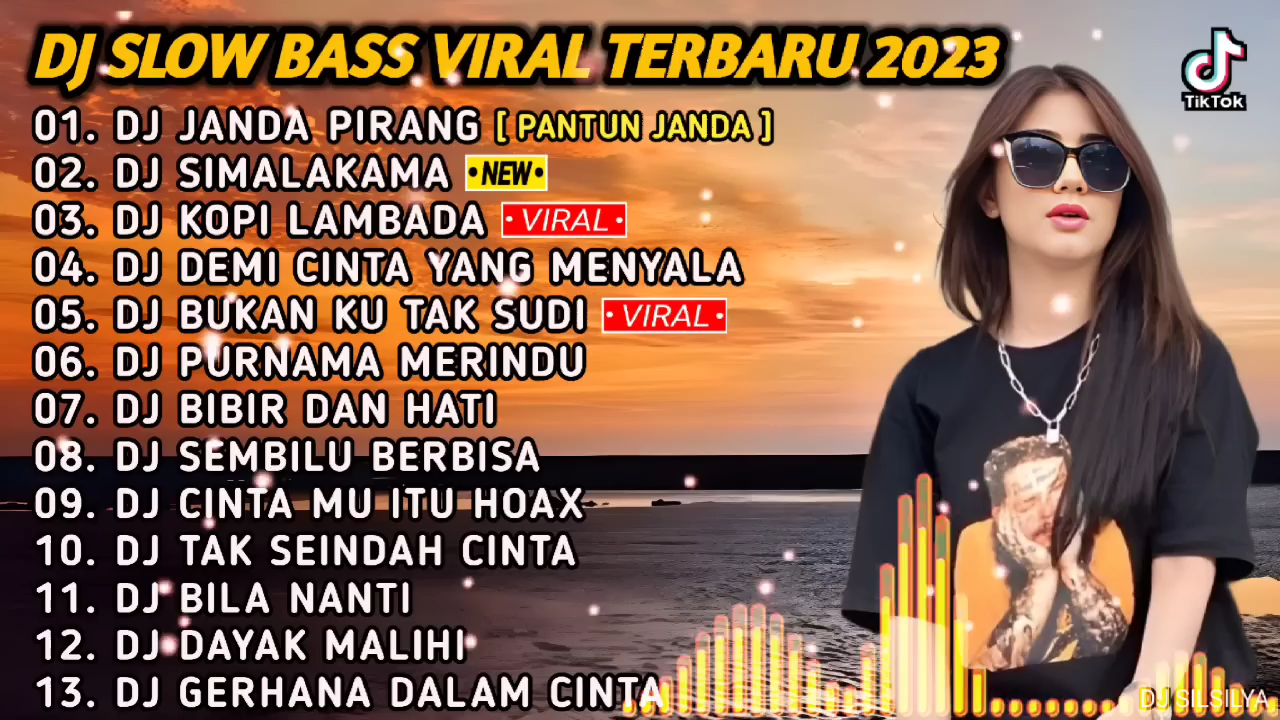 DJ SLOW BASS VIRAL TERBARU 2023
TikTok
01. DJ JANDA PIRANG [ PANTUN JANDA ]
02. DJ SIMALAKAMA • NEW •
03. DJ KOPI LAMBADA • VIRAL •
04. DJ DEMI CINTA YANG MENYALA
05. DJ BUKAN KU TAK SUDI • VIRAL •
06. DJ PURNAMA MERINDU
07. DJ BIBIR DAN HATI
08. DJ SEMBILU BERBISA
09. DJ CINTA MU ITU HOAX
10. DJ TAK SEINDAH CINTA
11. DJ BILA NANTI
12. DJ DAYAK MALIHI
13. DJ GERHANA DALAM CINTA
DJ SILSILYA